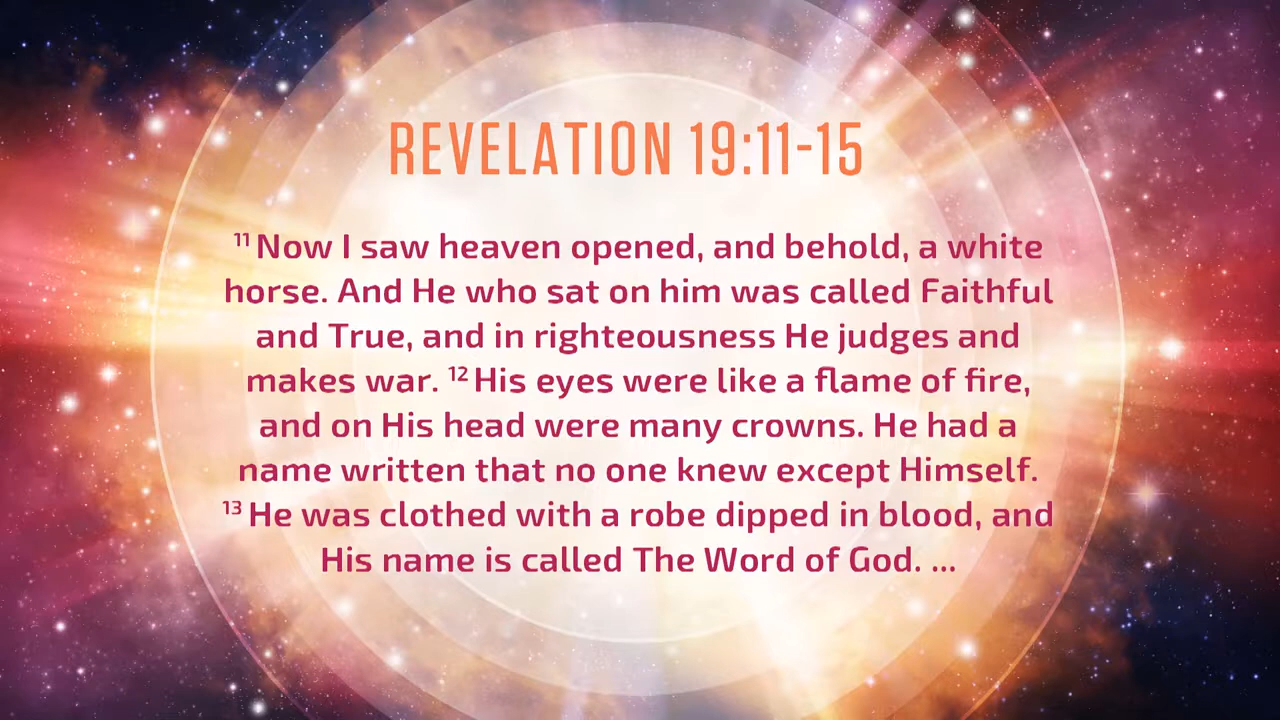 REVELATION 19:11-15
11 Now I saw heaven opened, and behold, a white
horse. And He who sat on him was called Faithful
and True, and in righteousness He judges and
makes war. 12 His eyes were like a flame of fire,
and on His head were many crowns. He had a
name written that no one knew except Himself.
13 He was clothed with a robe dipped in blood, and
His name is called The Word of God. ...